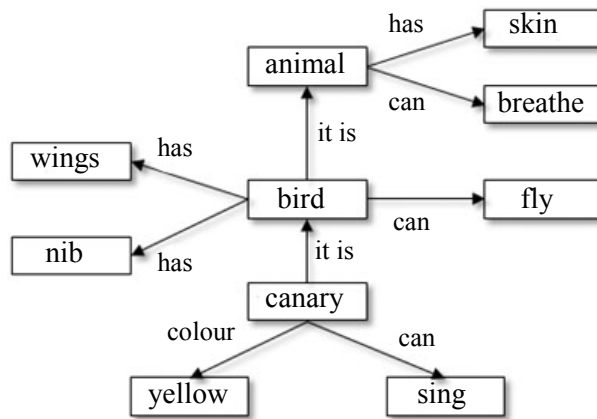 has
skin
animal
can
breathe
it is
wings
has
bird
can
fly
nib
has
it is
canary
colour
can
yellow
sing